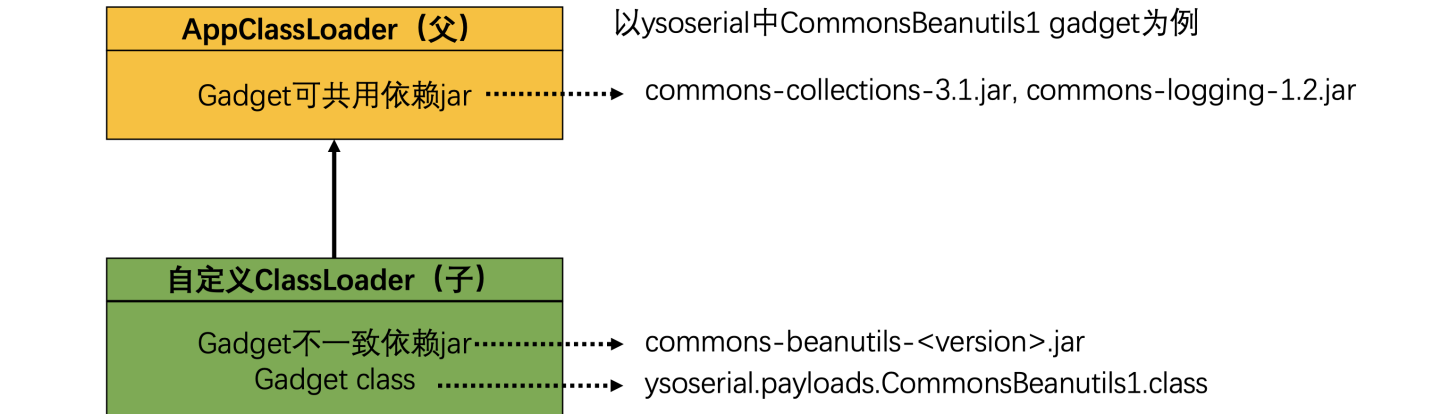 AppClassLoader（父）
以ysoserial中CommonsBeanutils1 gadget为例
Gadget可共用依赖jar
commons-collections-3.1.jar, commons-logging-1.2.jar
自定义ClassLoader（子）
Gadget不一致依赖jar
commons-beanutils-<version>.jar
Gadget class
ysoserial.payloads.CommonsBeanutils1.class